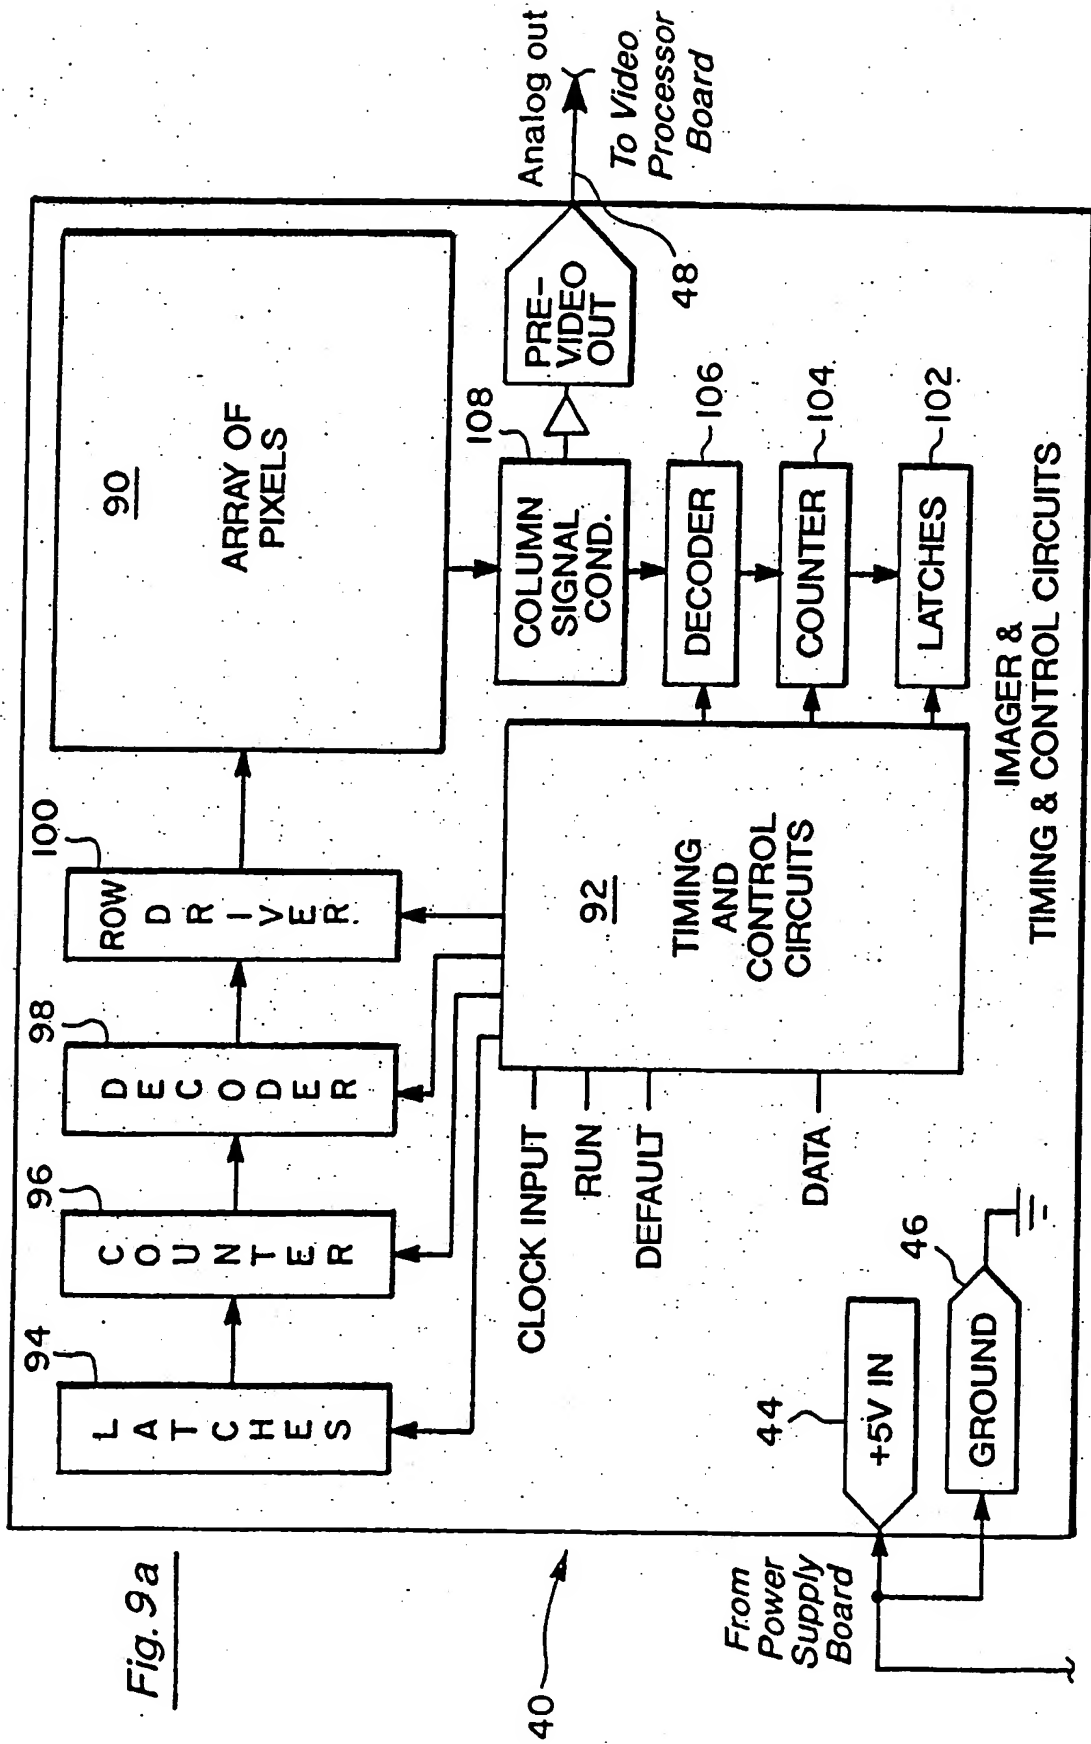 Fig. 9a
40
94
LATCHES
96
COUNTER
98
DECODER
100
ROW
DRIVER.
90
ARRAY OF
PIXELS
CLOCK INPUT
RUN
DEFAULT
DATA
92
TIMING
AND
CONTROL
CIRCUITS
108
COLUMN
SIGNAL
COND.
PRE-
VIDEO
OUT
48
Analog out
To Video
Processor
Board
DECODER
106
COUNTER
104.
LATCHES
102
From
Power
Supply
Board
44
+5V IN
46
GROUND
IMAGER &
TIMING & CONTROL CIRCUITS